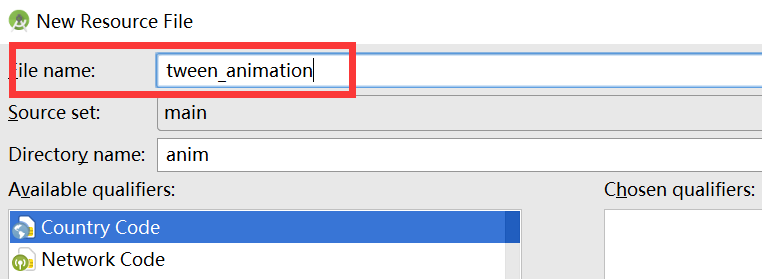 New Resource File
File name: tween_animation
Source set: main
Directory name: anim
Available qualifiers: Chosen qualifiers:
Country Code
Network Code